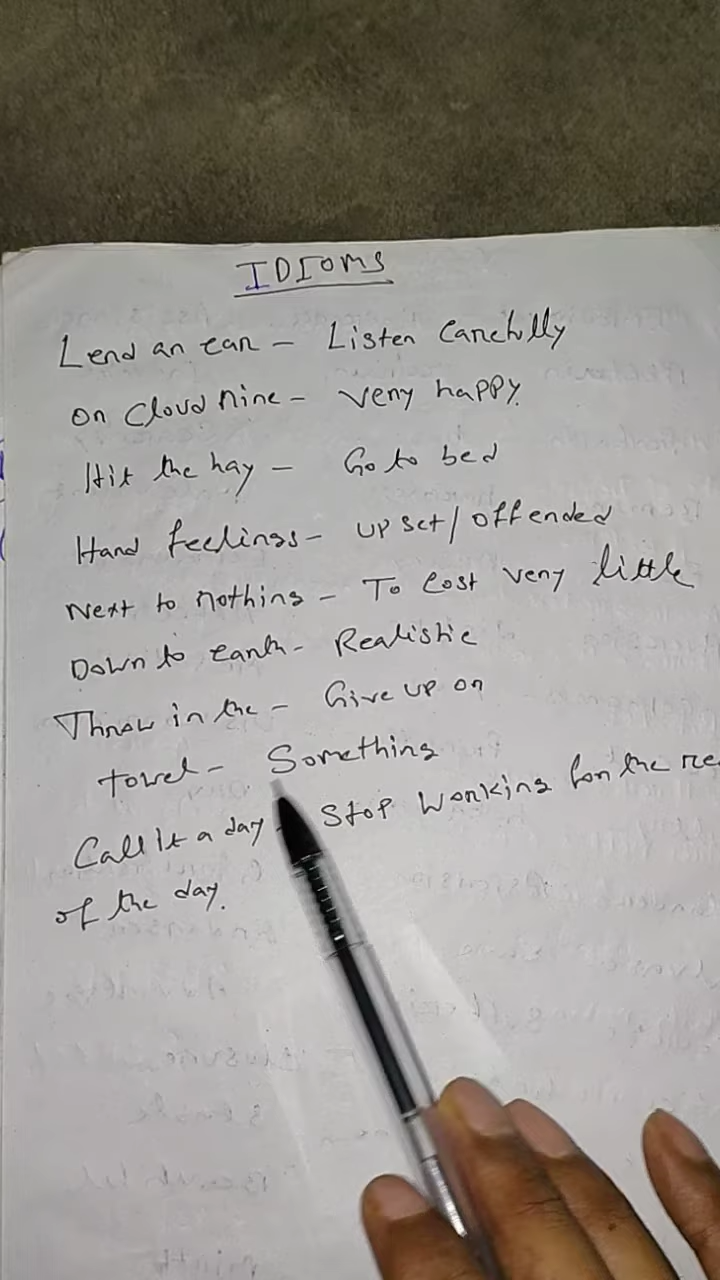 IDIOMS
Lend an ear - Listen Carefully
On Cloud nine - Very happy.
Hit the hay - Go to bed
Hard feelings - upset/offended
Next to nothing - To cost very little
Down to earth - Realistic
Throw in the - Give up on
towel - Something
Call it a day - Stop working for the
of the day.